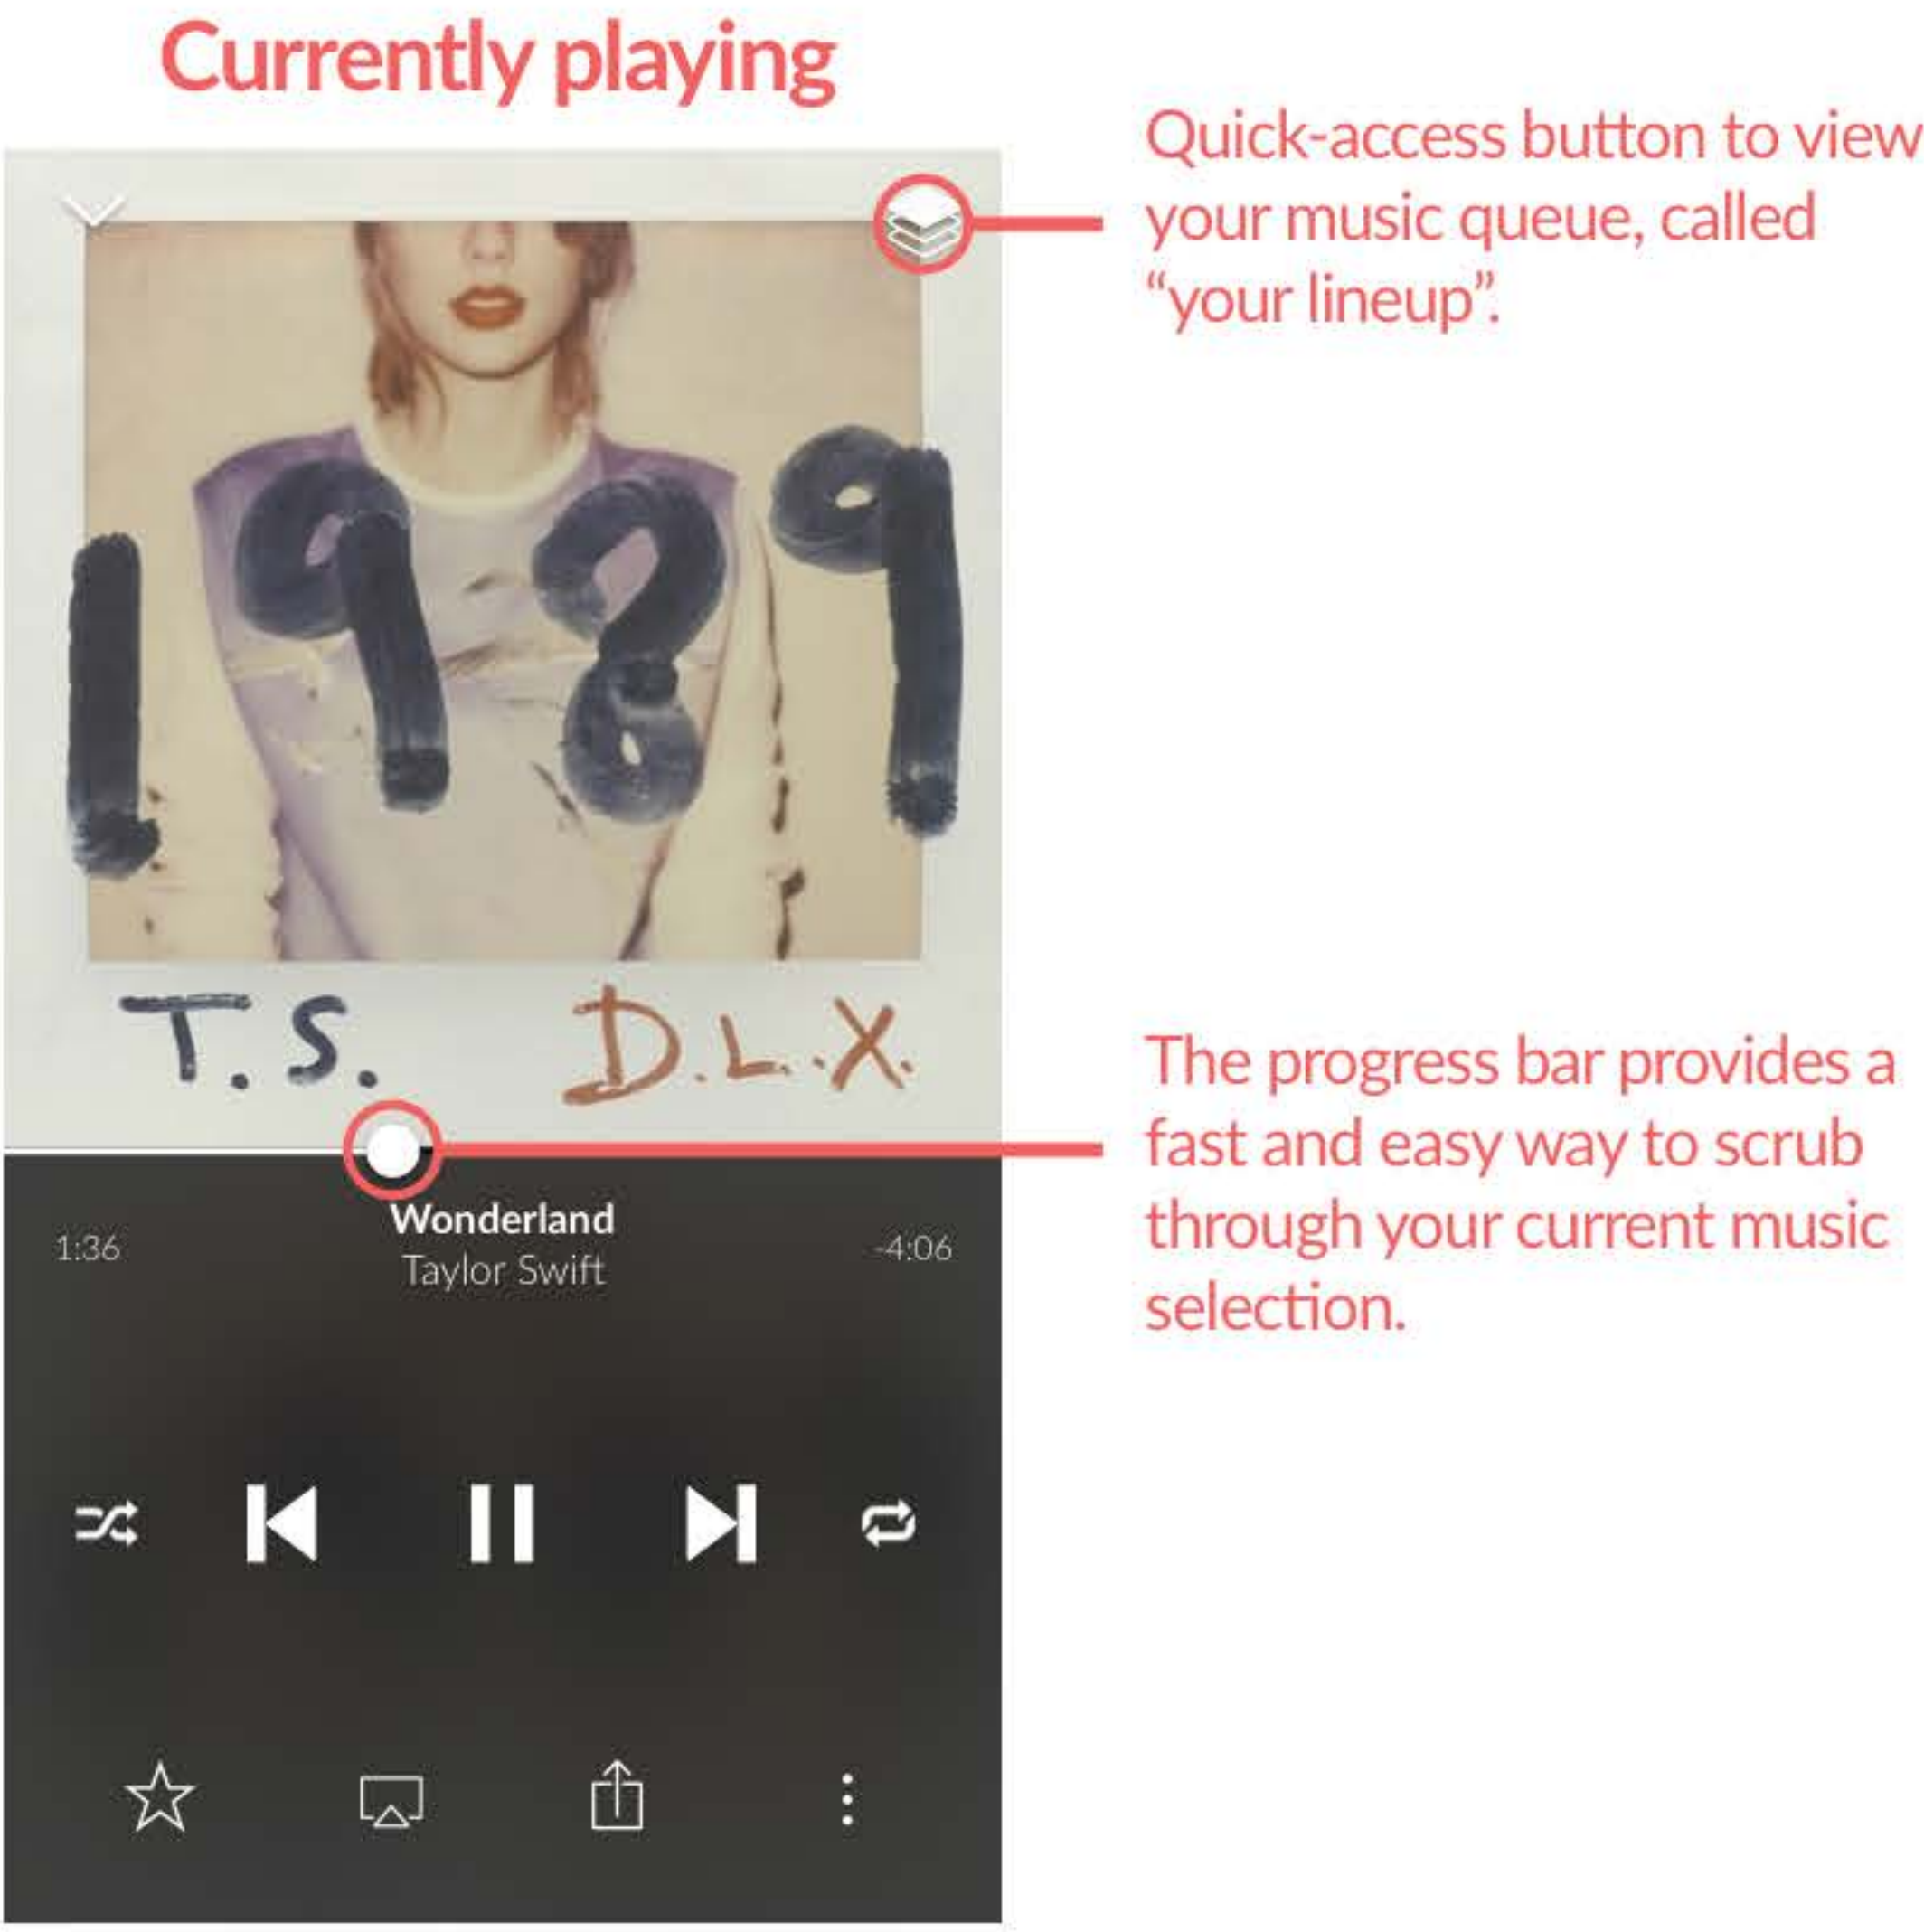 Currently playing
Quick-access button to view
your music queue, called
“your lineup”.
1989
T.S. D.L.X.
The progress bar provides a
fast and easy way to scrub
through your current music
selection.
Wonderland
1:36 -4:06
Taylor Swift